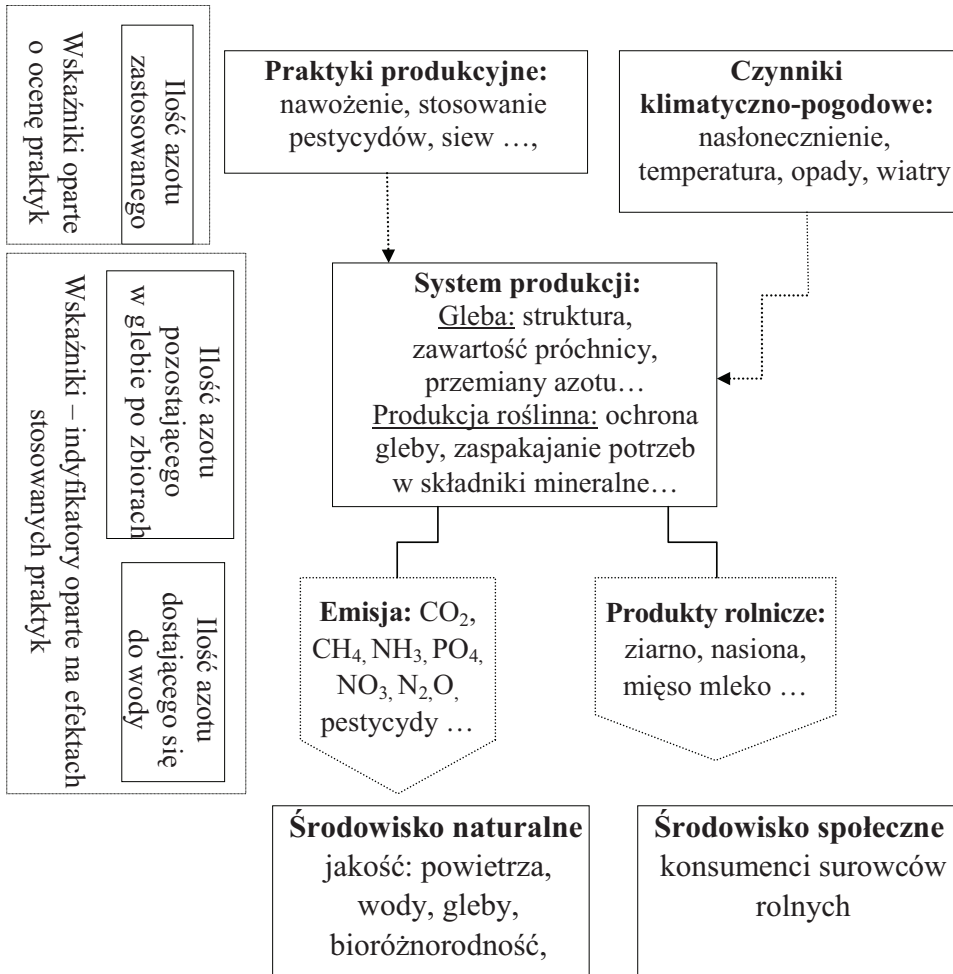 Wskaźniki oparte
o ocenę praktyk
Ilość azotu
zastosowanego
Wskaźniki – indyfikatory oparte na efektach
stosowanych praktyk
Ilość azotu
pozostającego
w glebie po zbiorach
Ilość azotu
dostającego się
do wody
Praktyki produkcyjne:
nawożenie, stosowanie
pestycydów, siew …,
Czynniki
klimatyczno-pogodowe:
nasłonecznienie,
temperatura, opady, wiatry
System produkcji:
Gleba: struktura,
zawartość próchnicy,
przemiany azotu…
Produkcja roślinna: ochrona
gleby, zaspakajanie potrzeb
w składniki mineralne…
Emisja: CO₂,
CH₄, NH₃, PO₄,
NO₃, N₂,O,
pestycydy …
Produkty rolnicze:
ziarno, nasiona,
mięso mleko …
Środowisko naturalne
jakość: powietrza,
wody, gleby,
bioróżnorodność,
Środowisko społeczne
konsumenci surowców
rolnych